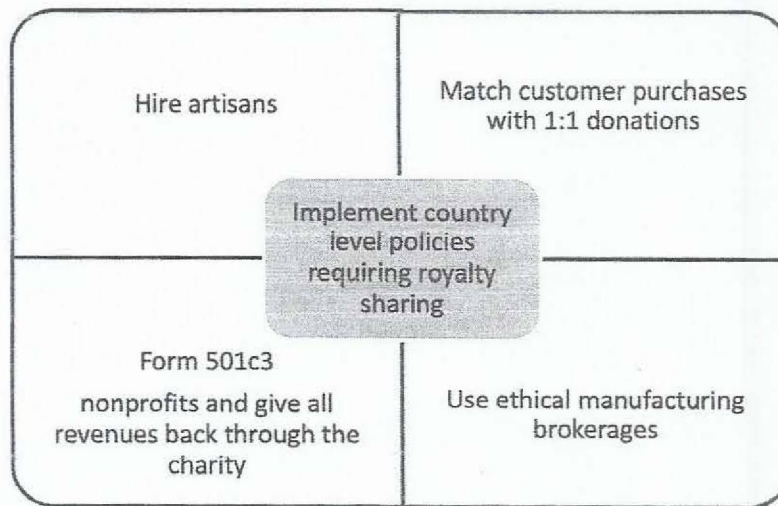 Hire artisans
Match customer purchases
with 1:1 donations
Implement country
level policies
requiring royalty
sharing
Form 501c3
nonprofits and give all
revenues back through the
charity
Use ethical manufacturing
brokerages